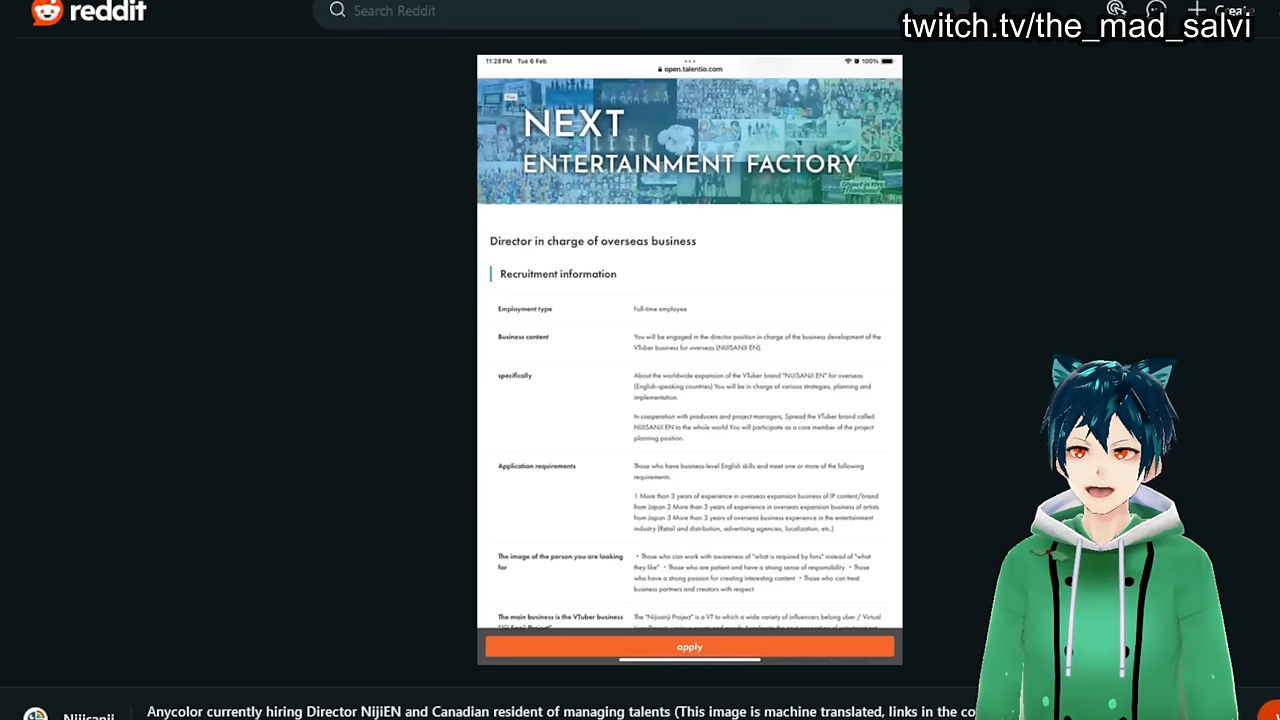 reddit
Search Reddit
Create
twitch.tv/the_mad_salvi
11:28 PM Tue 6 Feb
100%
open.talentio.com
Play
NEXT
ENTERTAINMENT FACTORY
Director in charge of overseas business
Recruitment information
Employment type
Full-time employee
Business content
You will be engaged in the director position in charge of the business development of the
VTuber business for overseas (NIJISANJI EN).
specifically
About the worldwide expansion of the VTuber brand "NIJISANJI EN" for overseas
(English-speaking countries) You will be in charge of various strategies, planning and
implementation.
In cooperation with producers and project managers, Spread the VTuber brand called
NIJISANJI EN to the whole world You will participate as a core member of the project
planning position.
Application requirements
Those who have business-level English skills and meet one or more of the following
requirements.
1 More than 3 years of experience in overseas expansion business of IP content/brand
from Japan 2 More than 3 years of experience in overseas expansion business of artists
from Japan 3 More than 3 years of overseas business experience in the entertainment
industry (Retail and distribution, advertising agencies, localization, etc.)
The image of the person you are looking
for
・Those who can work with awareness of "what is required by fans" instead of "what
they like" ・Those who are patient and have a strong sense of responsibility ・Those
who have a strong passion for creating interesting content ・Those who can treat
business partners and creators with respect
The main business is the VTuber business
The "Nijisanji Project" is a VT to which a wide variety of influencers belong uber / Virtual
apply
Nijisanji
Anycolor currently hiring Director NijiEN and Canadian resident of managing talents (This image is machine translated, links in the co